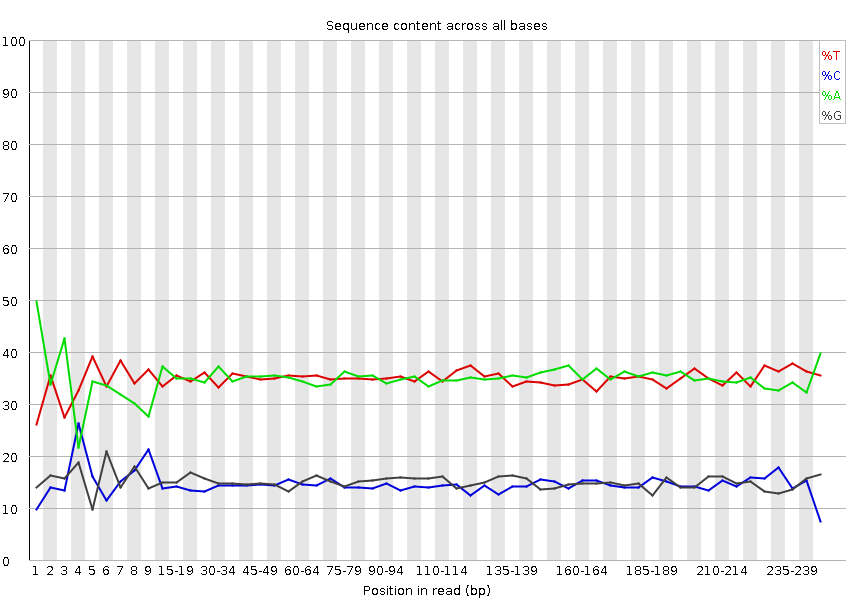 Sequence content across all bases
100
90
80
70
60
50
40
30
20
10
0
%T
%C
%A
%G
1 2 3 4 5 6 7 8 9 15-19 30-34 45-49 60-64 75-79 90-94 110-114 135-139 160-164 185-189 210-214 235-239
Position in read (bp)